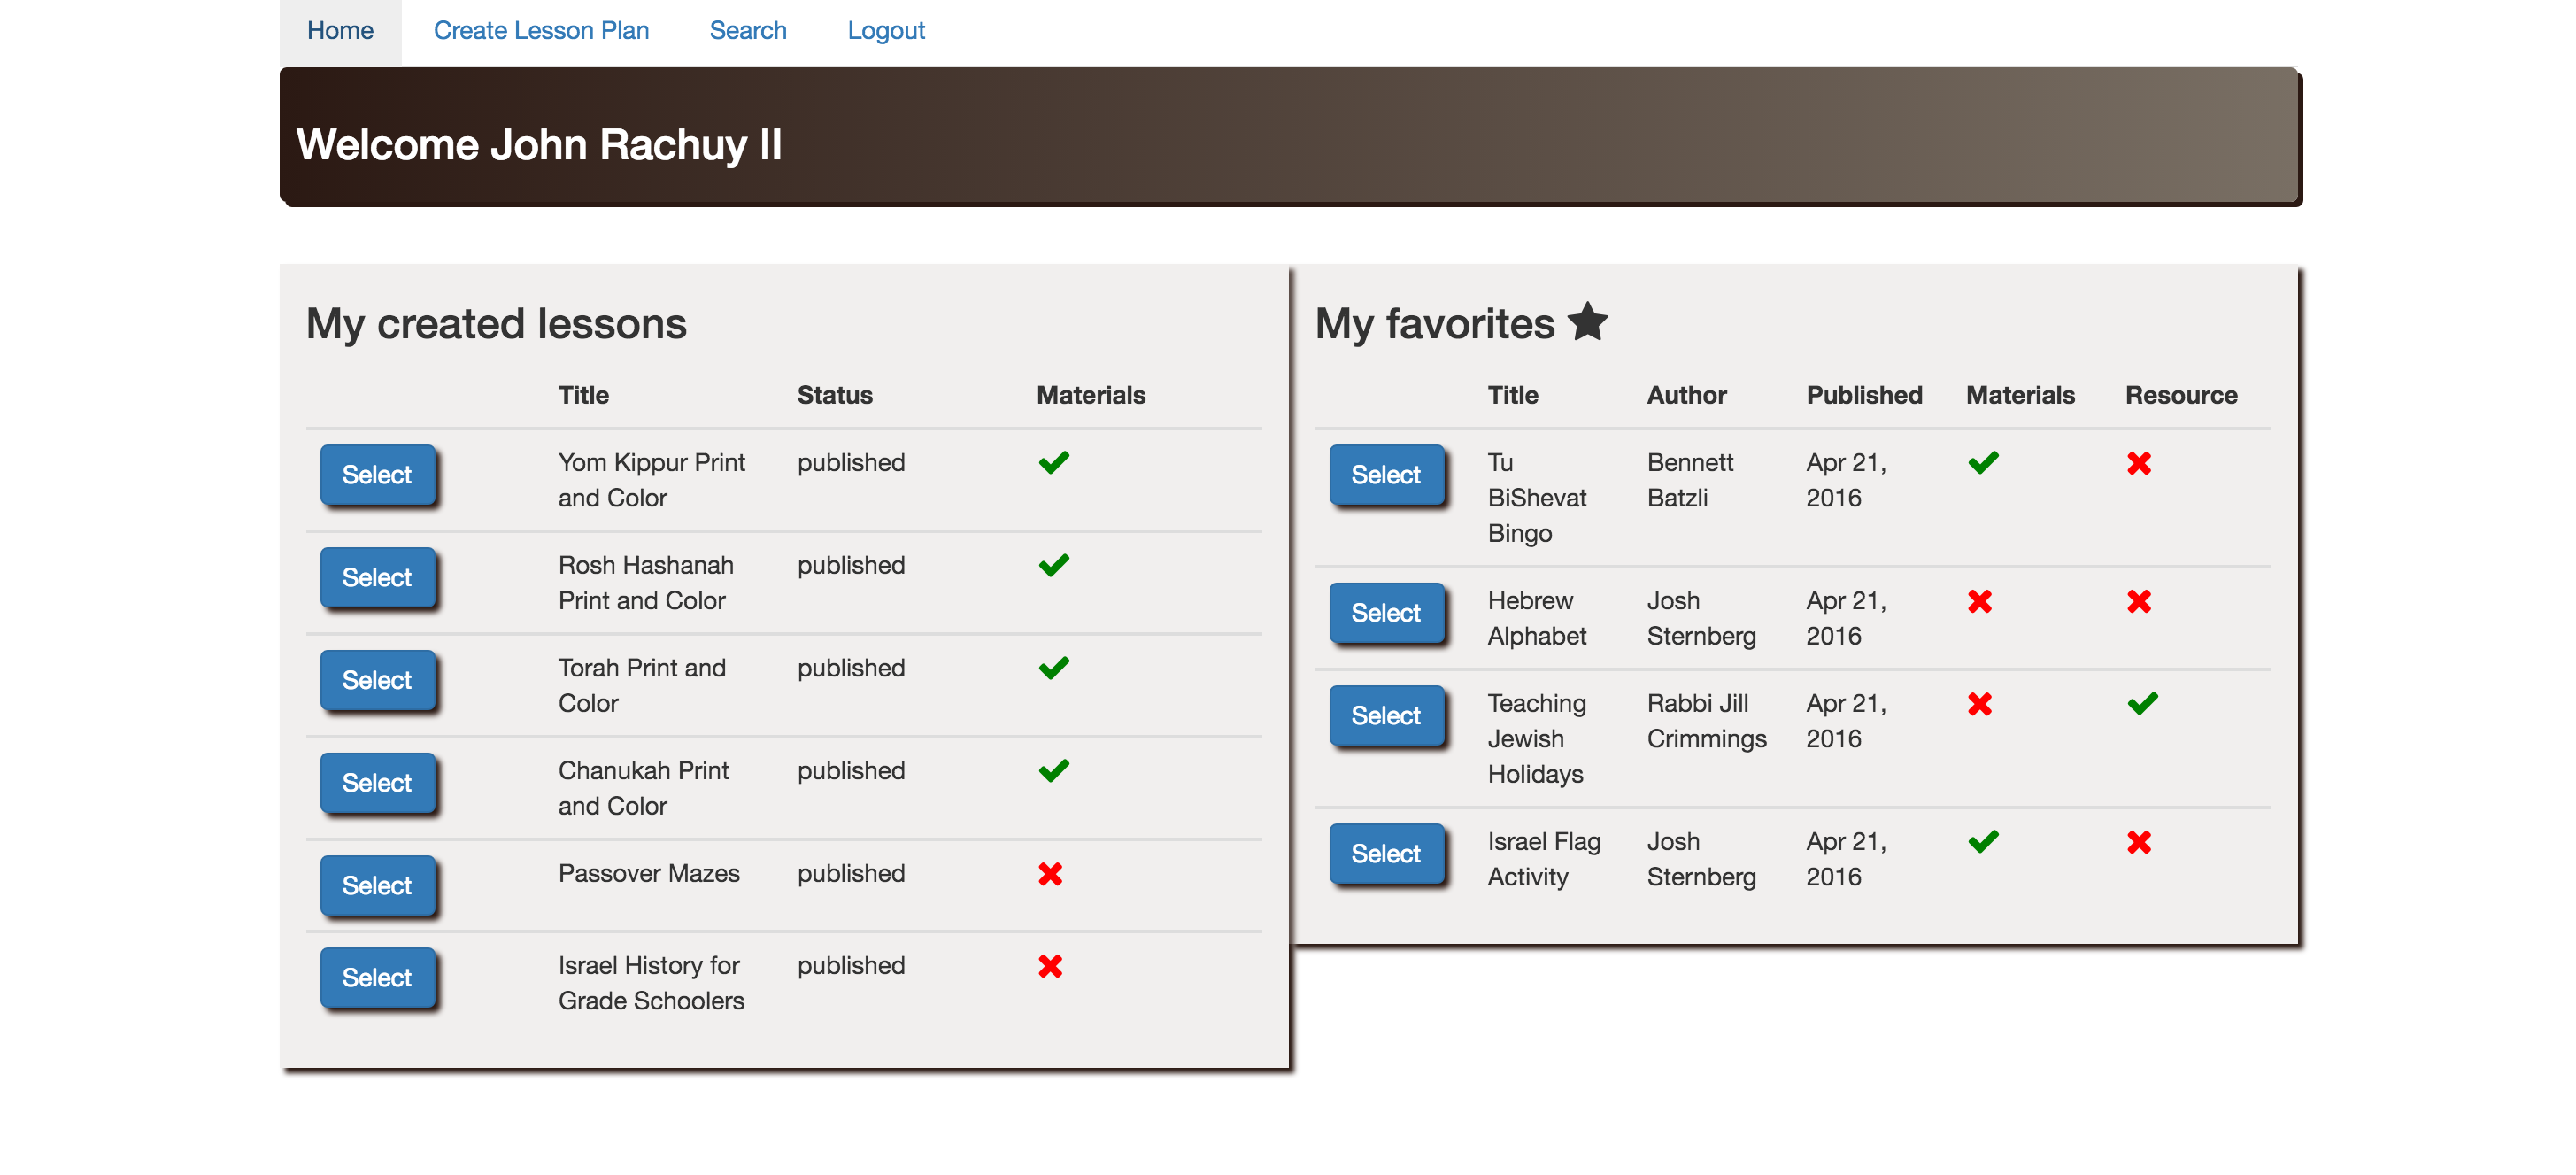 Home Create Lesson Plan Search Logout
Welcome John Rachuy II
My created lessons
Title Status Materials
Select Yom Kippur Print published
and Color
Select Rosh Hashanah published
Print and Color
Select Torah Print and published
Color
Select Chanukah Print published
and Color
Select Passover Mazes published
Select Israel History for published
Grade Schoolers
My favorites
Title Author Published Materials Resource
Select Tu Bennett Apr 21,
BiShevat Batzli 2016
Bingo
Select Hebrew Josh Apr 21,
Alphabet Sternberg 2016
Select Teaching Rabbi Jill Apr 21,
Jewish Crimmings 2016
Holidays
Select Israel Flag Josh Apr 21,
Activity Sternberg 2016